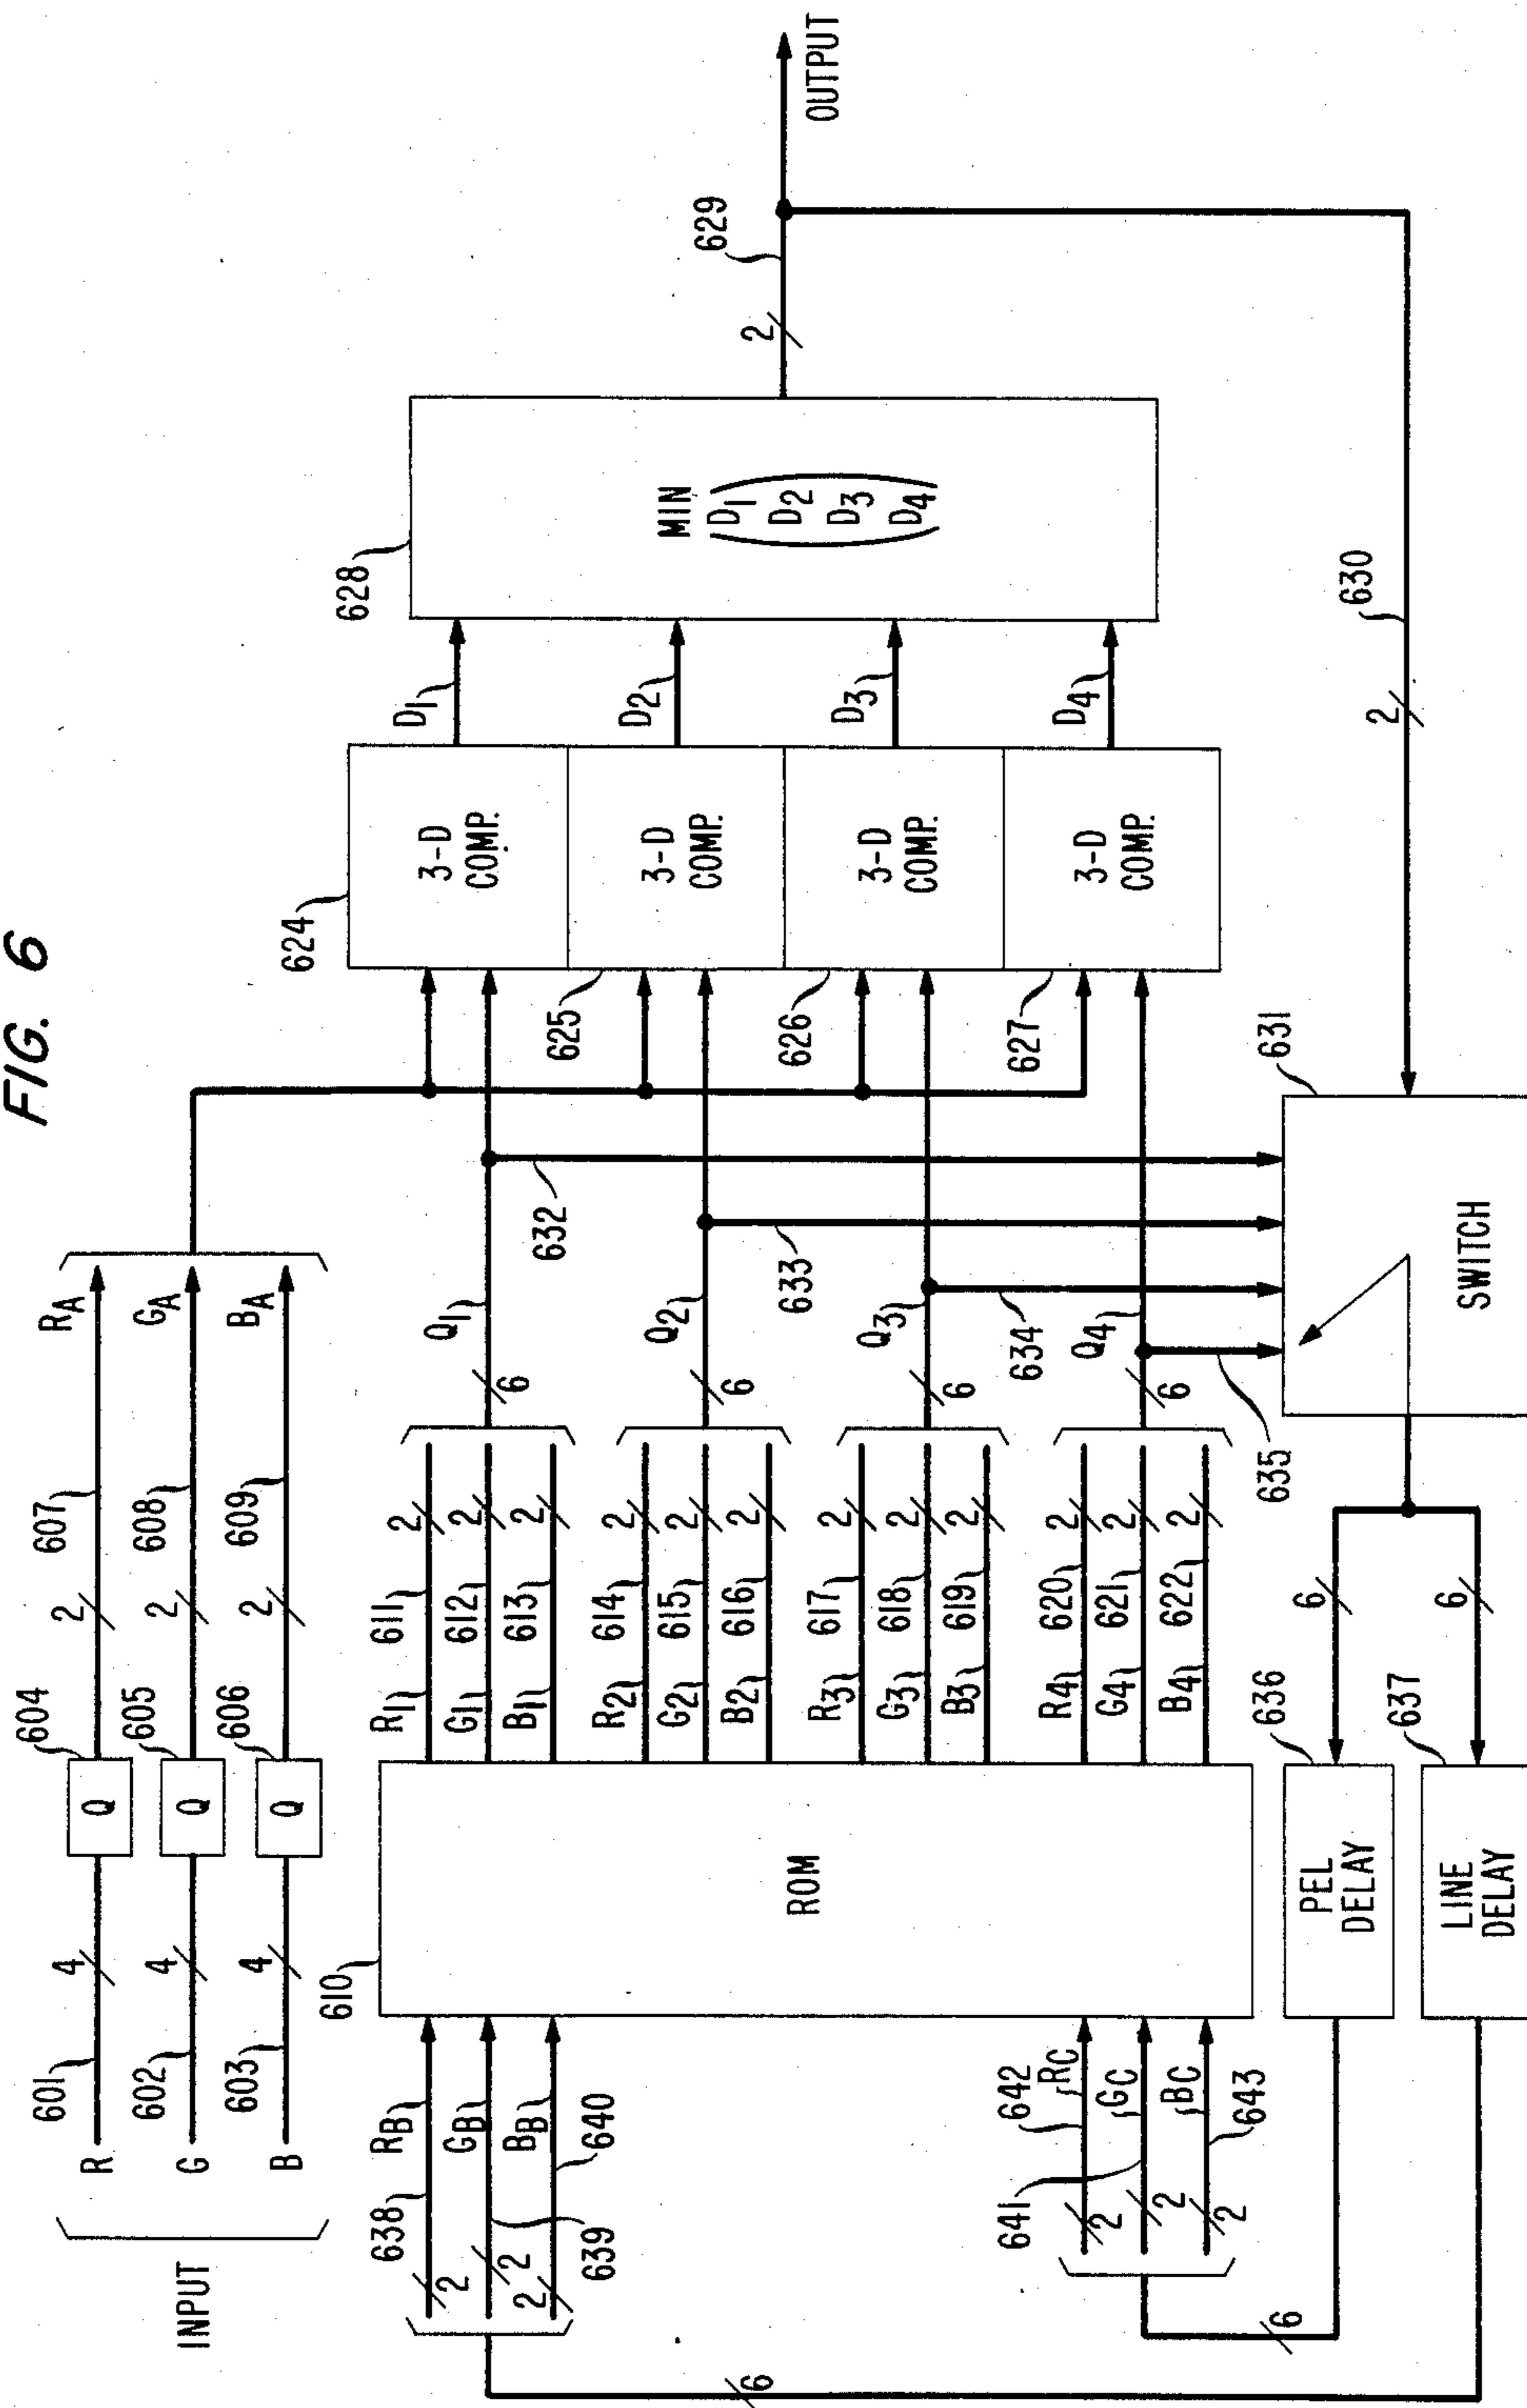 FIG. 6
INPUT
R
601
4
604
Q
2
607
RA
G
602
4
605
Q
2
608
GA
B
603
4
606
Q
2
609
BA
610
ROM
638
RB
2
GB
2
639
BB
2
640
642
RC
2
641
GC
2
BC
643
2
6
6
R1
611
2
G1
612
2
B1
613
2
6
Q1
R2
614
2
G2
615
2
B2
616
2
6
Q2
R3
617
2
G3
618
2
B3
619
2
6
Q3
R4
620
2
G4
621
2
B4
622
2
6
Q4
632
633
634
635
624
3-D
COMP.
625
3-D
COMP.
626
3-D
COMP.
627
3-D
COMP.
D1
D2
D3
D4
628
MIN
D1
D2
D3
D4
2
629
OUTPUT
2
630
631
SWITCH
6
6
636
PEL
DELAY
637
LINE
DELAY